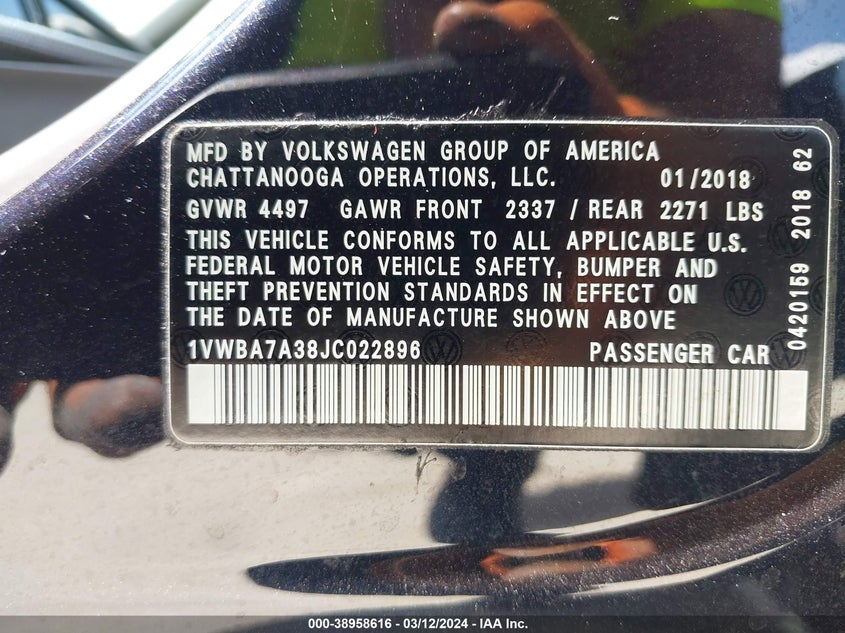 MFD BY VOLKSWAGEN GROUP OF AMERICA
CHATTANOOGA OPERATIONS, LLC. 01/2018
GVWR 4497 GAWR FRONT 2337 / REAR 2271 LBS
THIS VEHICLE CONFORMS TO ALL APPLICABLE U.S.
FEDERAL MOTOR VEHICLE SAFETY, BUMPER AND
THEFT PREVENTION STANDARDS IN EFFECT ON
THE DATE OF MANUFACTURE SHOWN ABOVE
1VWBA7A38JC022896 PASSENGER CAR
0420159 2018 62
000-38958616 - 03/12/2024 - IAA Inc.